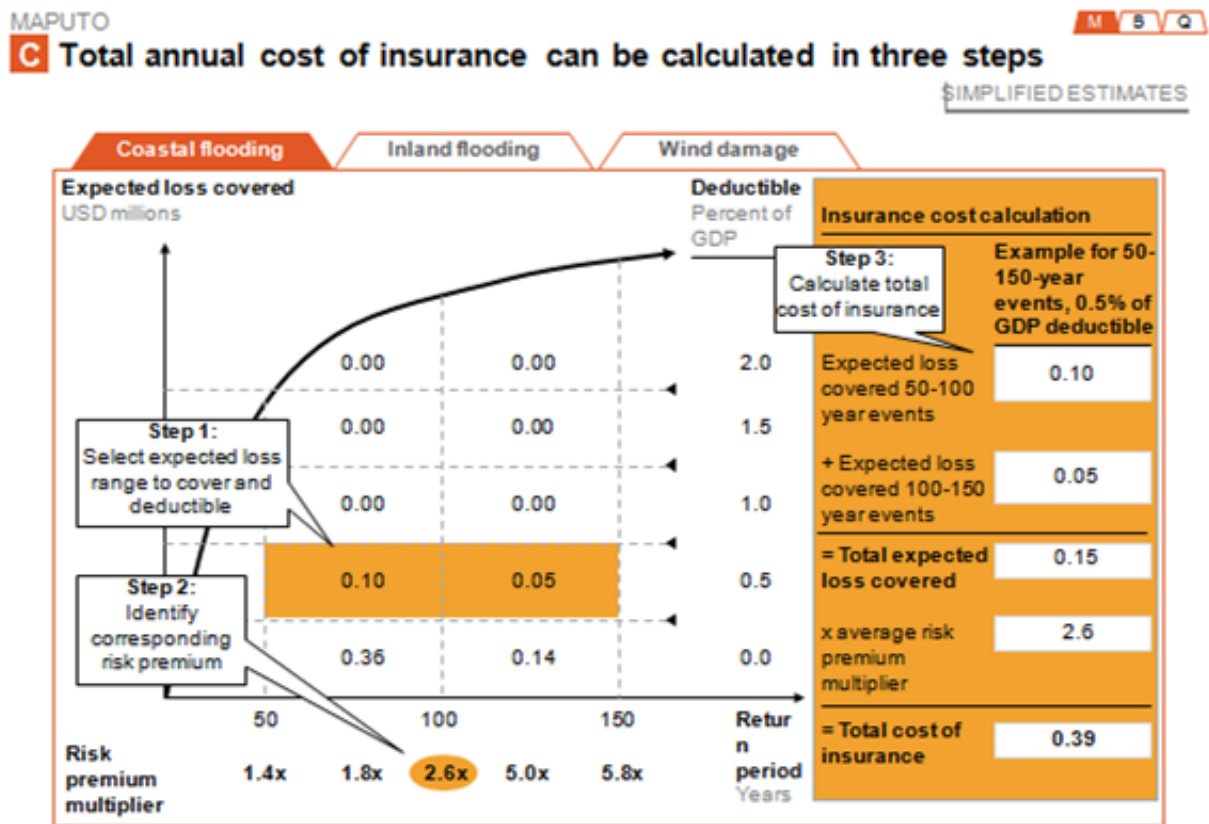 MAPUTO
M B Q
C Total annual cost of insurance can be calculated in three steps
SIMPLIFIED ESTIMATES
Coastal flooding
Inland flooding
Wind damage
Expected loss covered
USD millions
Deductible
Percent of
GDP
0.00 0.00 2.0
0.00 0.00 1.5
0.00 0.00 1.0
0.10 0.05 0.5
0.36 0.14 0.0
Step 1:
Select expected loss
range to cover and
deductible
Step 2:
Identify
corresponding
risk premium
50 100 150
Retur
n
period
Years
Risk
premium
multiplier
1.4x 1.8x 2.6x 5.0x 5.8x
Insurance cost calculation
Step 3:
Calculate total
cost of insurance
Example for 50-
150-year
events, 0.5% of
GDP deductible
Expected loss
covered 50-100
year events
0.10
+ Expected loss
covered 100-150
year events
0.05
= Total expected
loss covered
0.15
x average risk
premium
multiplier
2.6
= Total cost of
insurance
0.39